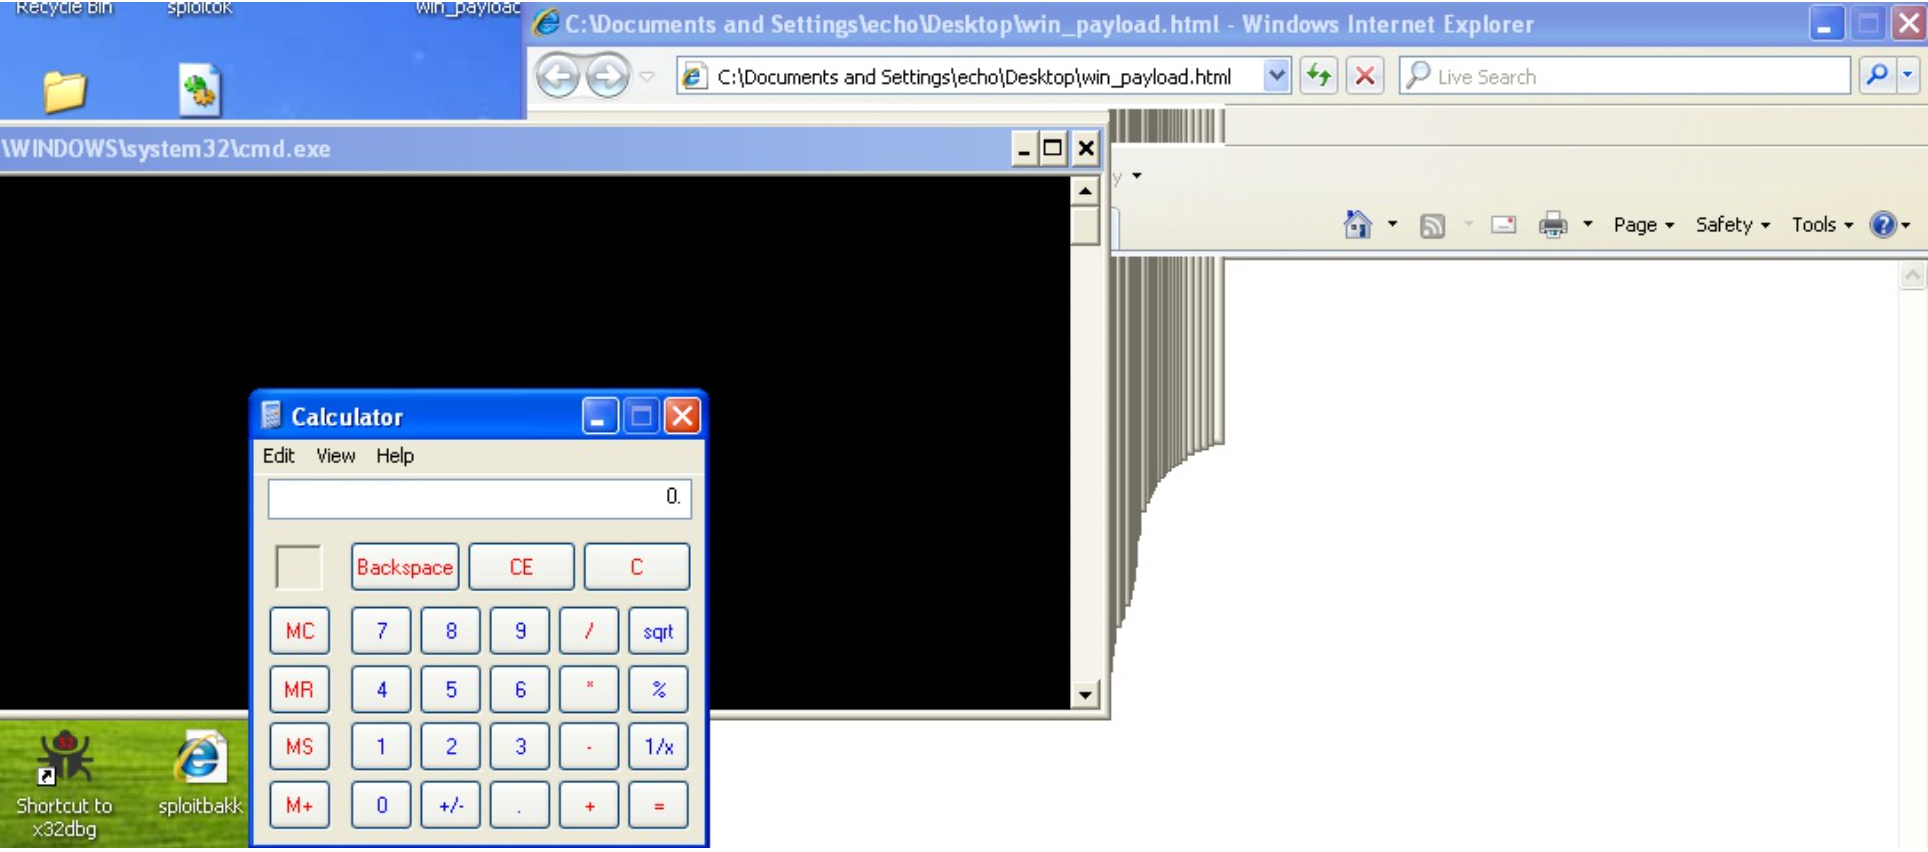 Recycle Bin
sploitok
win_payload
C:\Documents and Settings\echo\Desktop\win_payload.html - Windows Internet Explorer
C:\Documents and Settings\echo\Desktop\win_payload.html
Live Search
\WINDOWS\system32\cmd.exe
y
Page
Safety
Tools
Calculator
Edit View Help
0.
Backspace CE C
MC 7 8 9 / sqrt
MR 4 5 6 * %
MS 1 2 3 - 1/x
M+ 0 +/- . + =
Shortcut to
x32dbg
sploitbakk